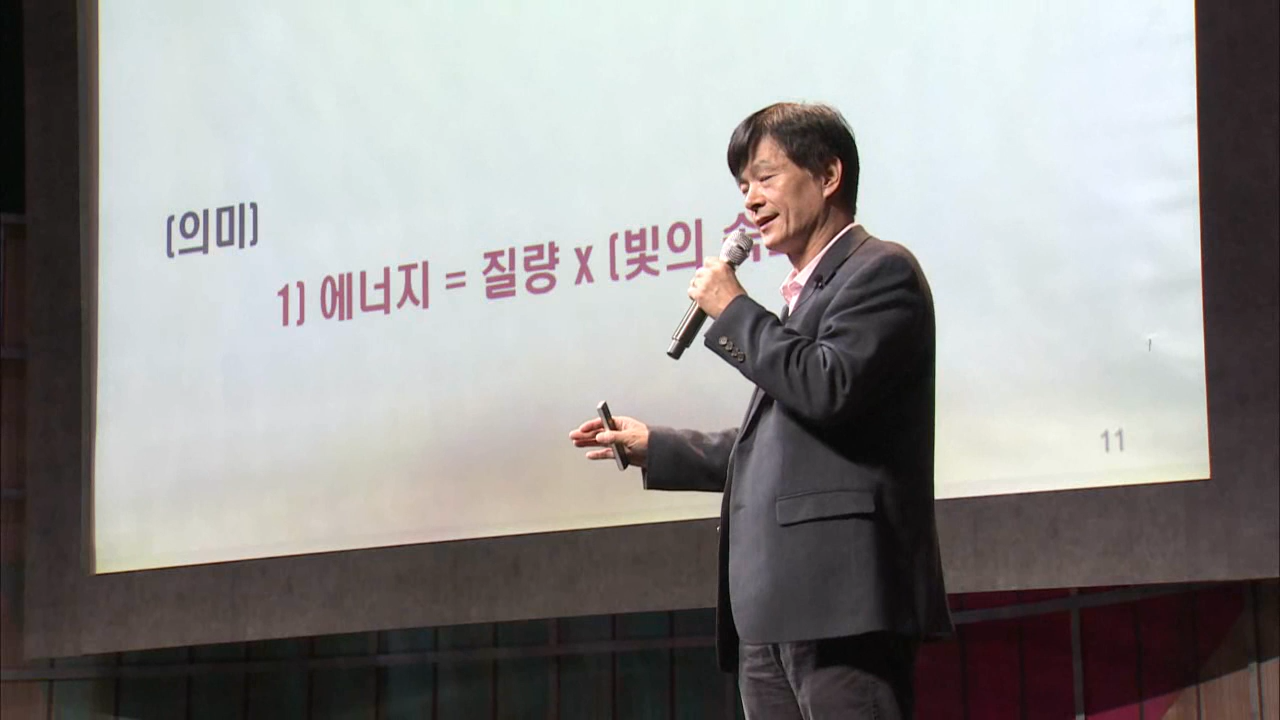 (의미)
1) 에너지 = 질량 x (빛의
11